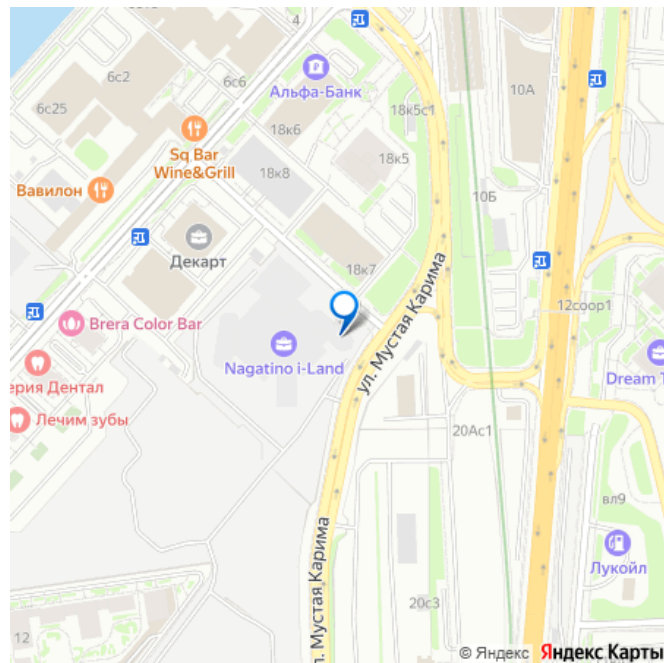 4
6с2
6с6
Альфа-Банк
10А
6с25
18к5с1
18к6
Sq Bar
Wine&Grill
18к8
18к5
Вавилон
10Б
Декарт
18к7
ул. Мустая Карима
12соор1
Brera Color Bar
Nagatino i-Land
ерия Дентал
Dream T
Лечим зубы
20Ас1
вл9
ул. Мустая Карима
Лукойл
20с3
12
© Яндекс Яндекс Карты